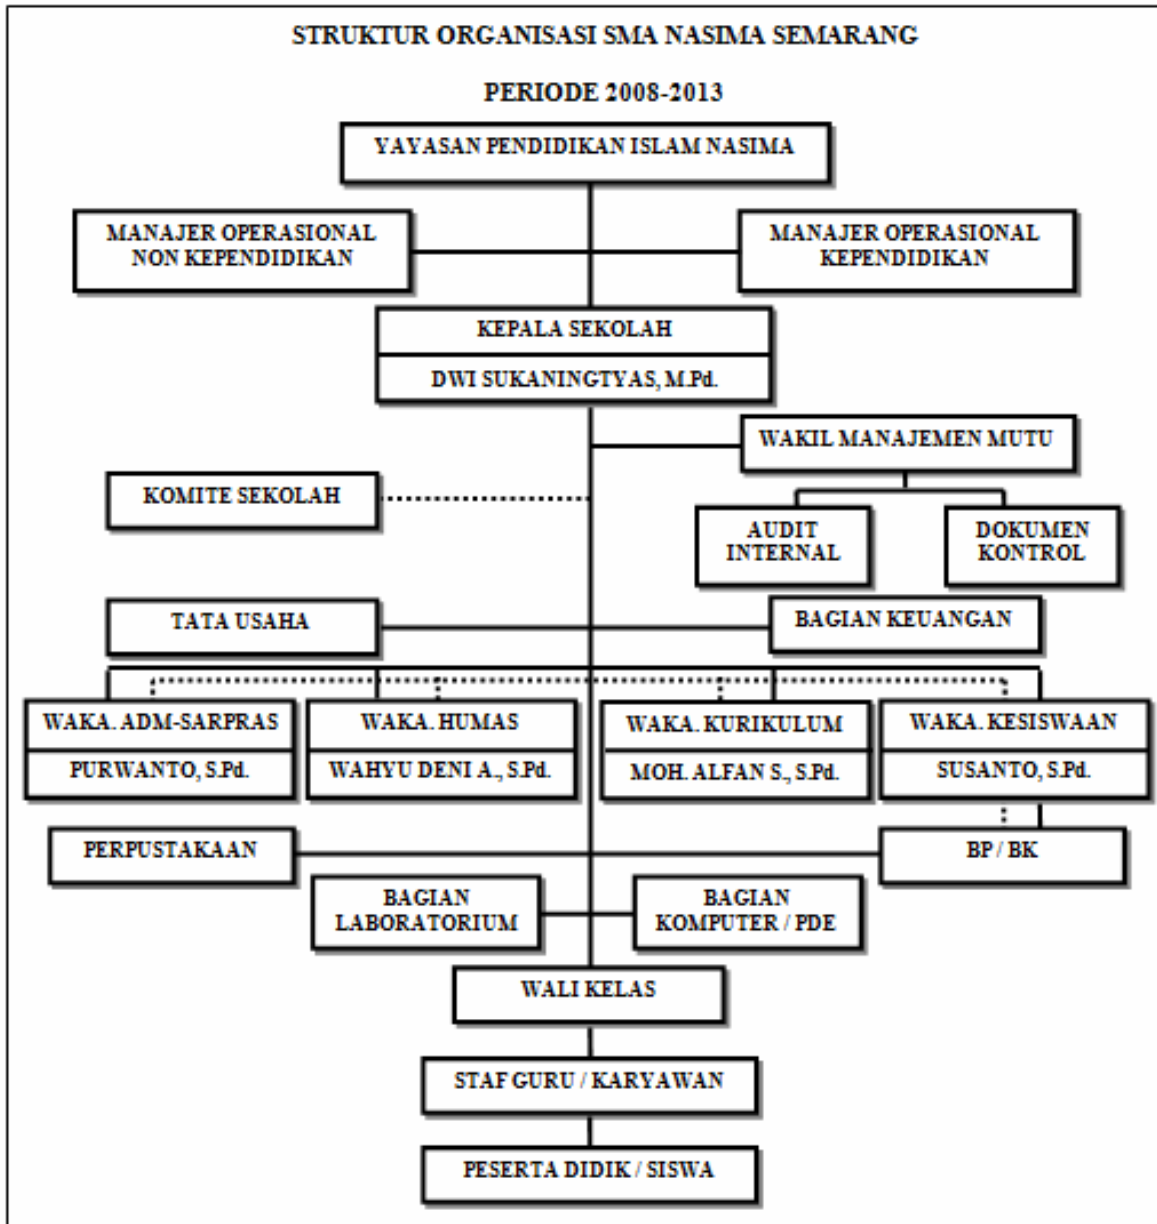 STRUKTUR ORGANISASI SMA NASIMA SEMARANG
PERIODE 2008-2013
YAYASAN PENDIDIKAN ISLAM NASIMA
MANAJER OPERASIONAL
NON KEPENDIDIKAN
MANAJER OPERASIONAL
KEPENDIDIKAN
KEPALA SEKOLAH
DWI SUKANINGTYAS, M.Pd.
WAKIL MANAJEMEN MUTU
KOMITE SEKOLAH
AUDIT
INTERNAL
DOKUMEN
KONTROL
TATA USAHA
BAGIAN KEUANGAN
WAKA. ADM-SARPRAS
PURWANTO, S.Pd.
WAKA. HUMAS
WAHYU DENI A., S.Pd.
WAKA. KURIKULUM
MOH. ALFAN S., S.Pd.
WAKA. KESISWAAN
SUSANTO, S.Pd.
PERPUSTAKAAN
BP / BK
BAGIAN
LABORATORIUM
BAGIAN
KOMPUTER / PDE
WALI KELAS
STAF GURU / KARYAWAN
PESERTA DIDIK / SISWA